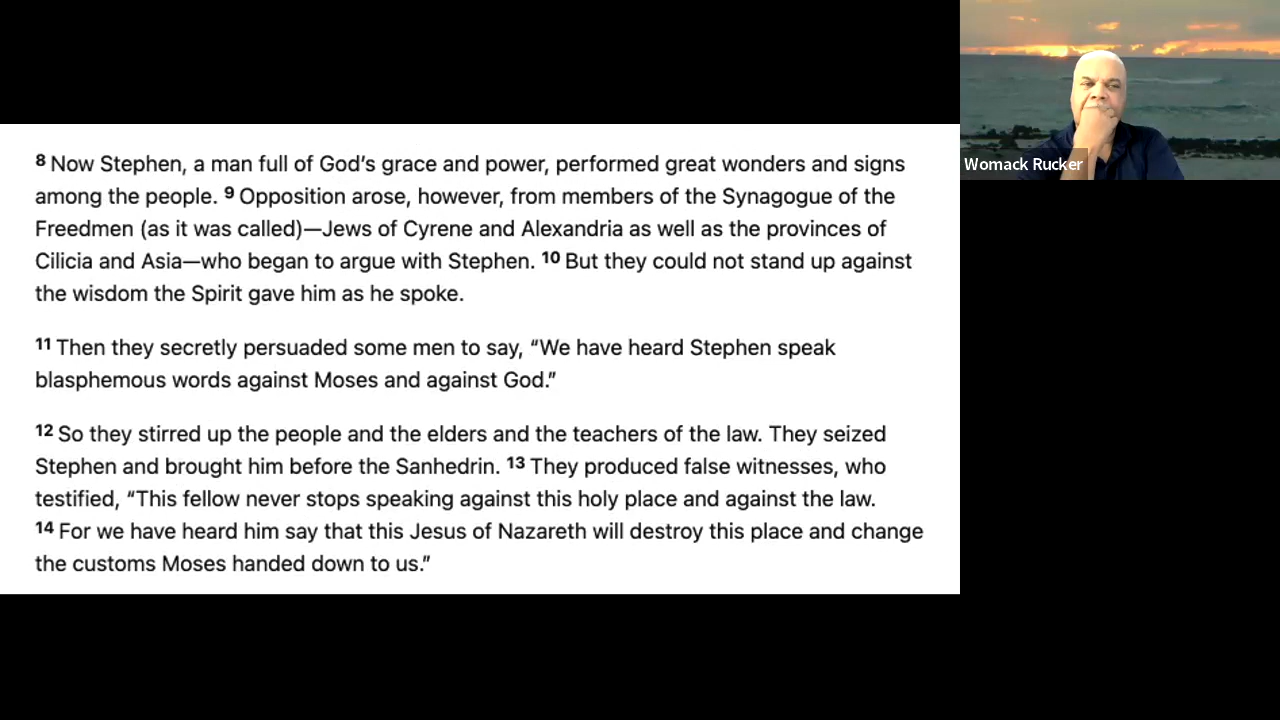 8 Now Stephen, a man full of God’s grace and power, performed great wonders and signs
among the people. 9 Opposition arose, however, from members of the Synagogue of the
Freedmen (as it was called)—Jews of Cyrene and Alexandria as well as the provinces of
Cilicia and Asia—who began to argue with Stephen. 10 But they could not stand up against
the wisdom the Spirit gave him as he spoke.
11 Then they secretly persuaded some men to say, “We have heard Stephen speak
blasphemous words against Moses and against God.”
12 So they stirred up the people and the elders and the teachers of the law. They seized
Stephen and brought him before the Sanhedrin. 13 They produced false witnesses, who
testified, “This fellow never stops speaking against this holy place and against the law.
14 For we have heard him say that this Jesus of Nazareth will destroy this place and change
the customs Moses handed down to us.”
Womack Rucker